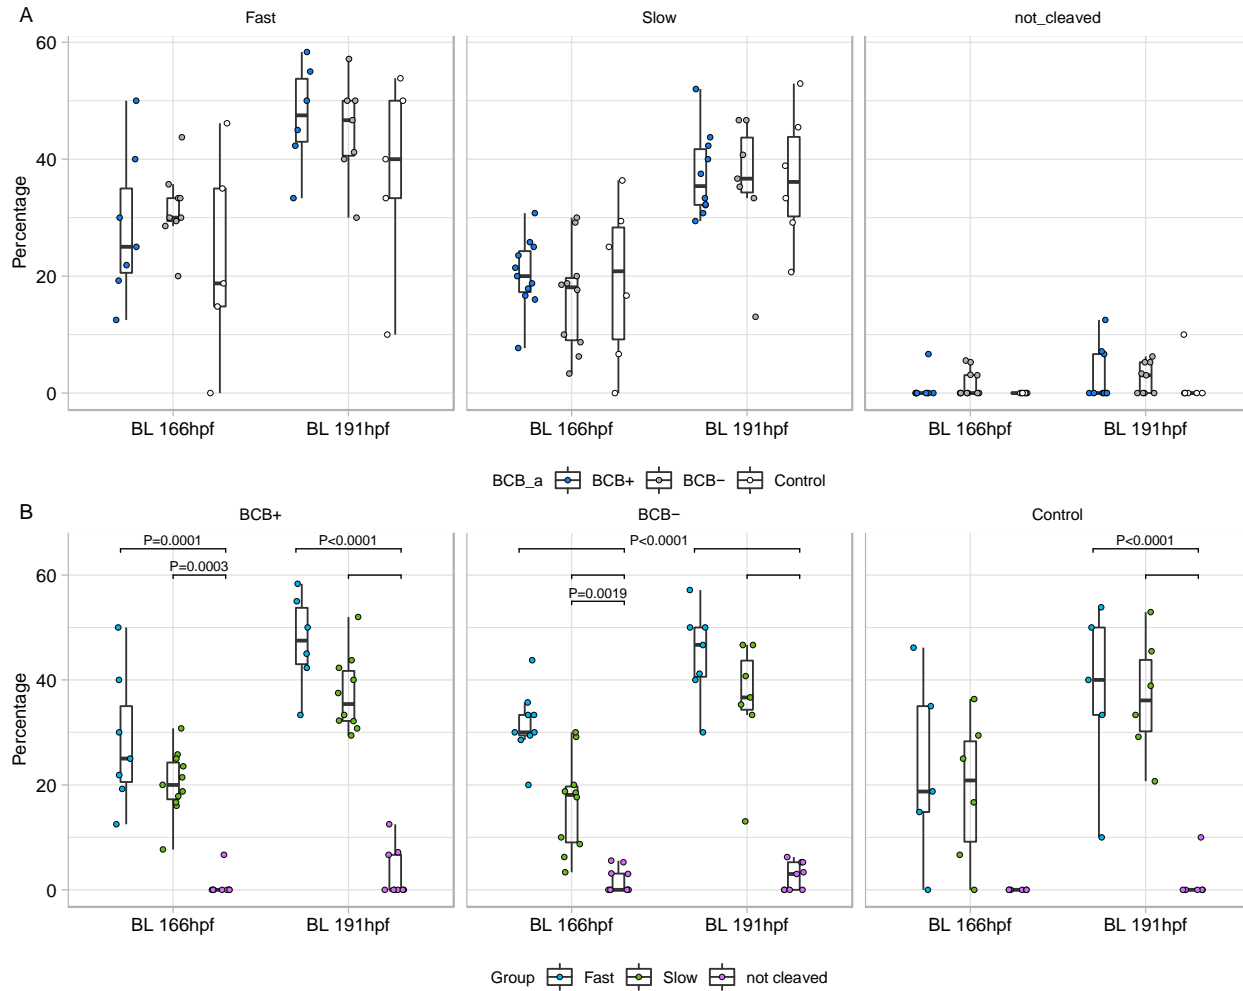 A
Fast Slow not_cleaved
Percentage
60
40
20
0
BL 166hpf BL 191hpf BL 166hpf BL 191hpf BL 166hpf BL 191hpf
BCB_a BCB+ BCB− Control
B
BCB+ BCB− Control
P=0.0001 P<0.0001 P<0.0001 P<0.0001
P=0.0003
P=0.0019
Percentage
60
40
20
0
BL 166hpf BL 191hpf BL 166hpf BL 191hpf BL 166hpf BL 191hpf
Group Fast Slow not cleaved